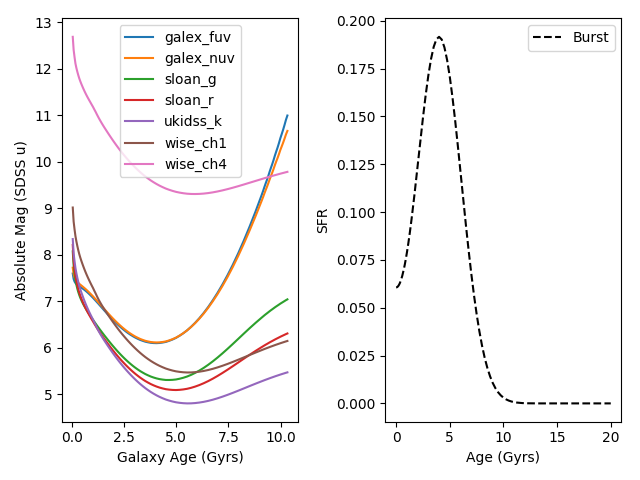 galex_fuv
galex_nuv
sloan_g
sloan_r
ukidss_k
wise_ch1
wise_ch4
13
12
11
10
9
8
7
6
5
Absolute Mag (SDSS u)
0.0
2.5
5.0
7.5
10.0
Galaxy Age (Gyrs)
Burst
0.200
0.175
0.150
0.125
0.100
0.075
0.050
0.025
0.000
SFR
0
5
10
15
20
Age (Gyrs)